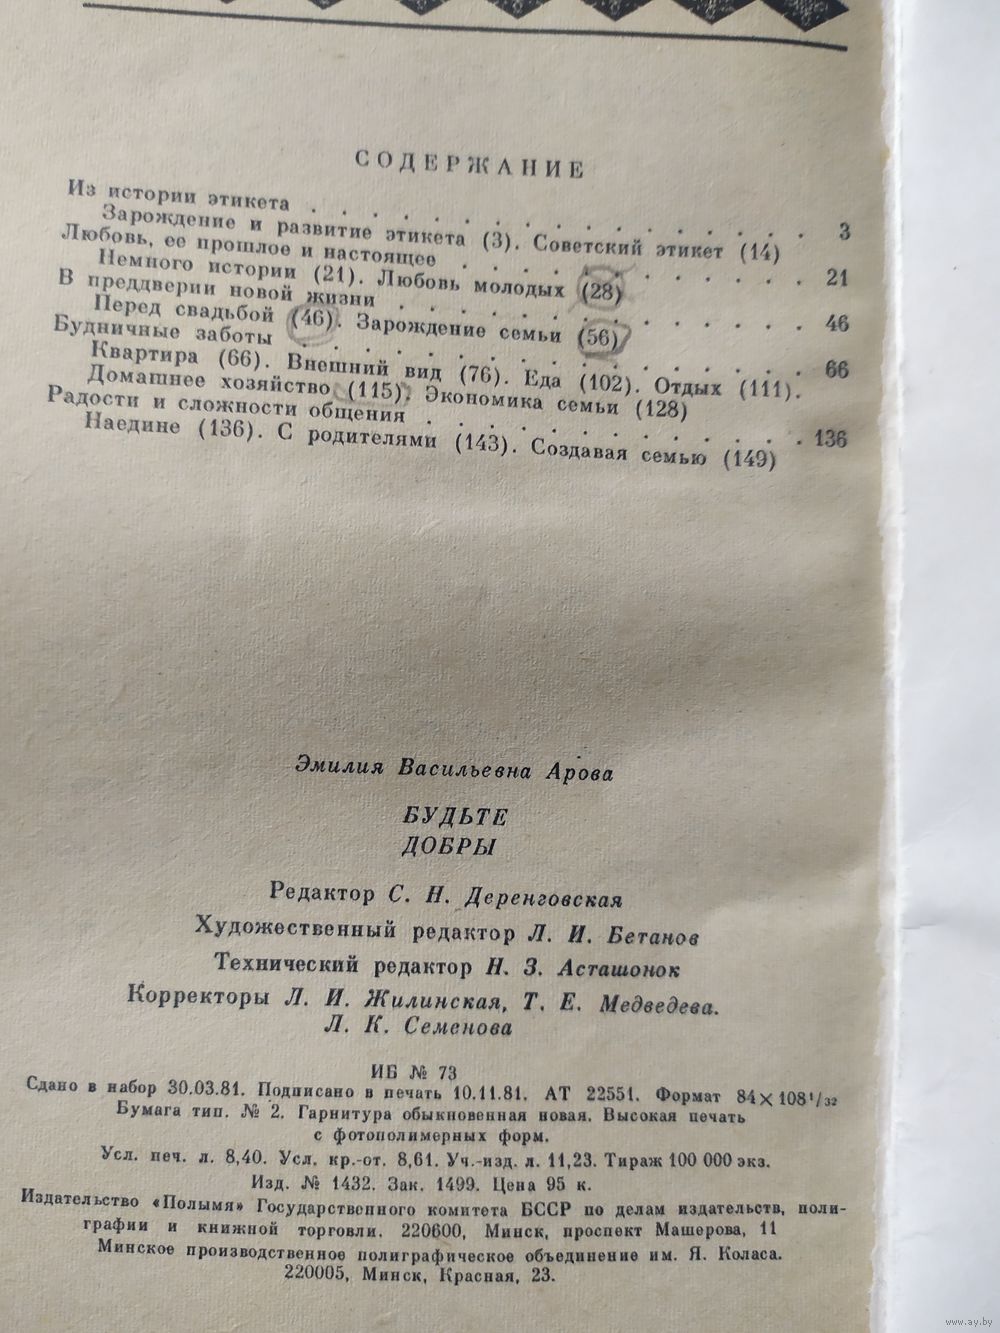 СОДЕРЖАНИЕ
Из истории этикета . . . . . . . . . . . . . . . . . 3
Зарождение и развитие этикета (3). Советский этикет (14)
Любовь, ее прошлое и настоящее . . . . . . . . . . . . 21
Немного истории (21). Любовь молодых (28)
В преддверии новой жизни . . . . . . . . . . . . . . 46
Перед свадьбой (46). Зарождение семьи (56)
Будничные заботы . . . . . . . . . . . . . . . . . 66
Квартира (66). Внешний вид (76). Еда (102). Отдых (111).
Домашнее хозяйство (115). Экономика семьи (128)
Радости и сложности общения . . . . . . . . . . . . . 136
Наедине (136). С родителями (143). Создавая семью (149)
Эмилия Васильевна Арова
БУДЬТЕ
ДОБРЫ
Редактор С. Н. Деренговская
Художественный редактор Л. И. Бетанов
Технический редактор Н. З. Асташонок
Корректоры Л. И. Жилинская, Т. Е. Медведева.
Л. К. Семенова
ИБ № 73
Сдано в набор 30.03.81. Подписано в печать 10.11.81. АТ 22551. Формат 84×108¹/₃₂
Бумага тип. № 2. Гарнитура обыкновенная новая. Высокая печать
с фотополимерных форм.
Усл. печ. л. 8,40. Усл. кр.-от. 8,61. Уч.-изд. л. 11,23. Тираж 100 000 экз.
Изд. № 1432. Зак. 1499. Цена 95 к.
Издательство «Полымя» Государственного комитета БССР по делам издательств, поли-
графии и книжной торговли. 220600, Минск, проспект Машерова, 11
Минское производственное полиграфическое объединение им. Я. Коласа.
220005, Минск, Красная, 23.
www.ay.by